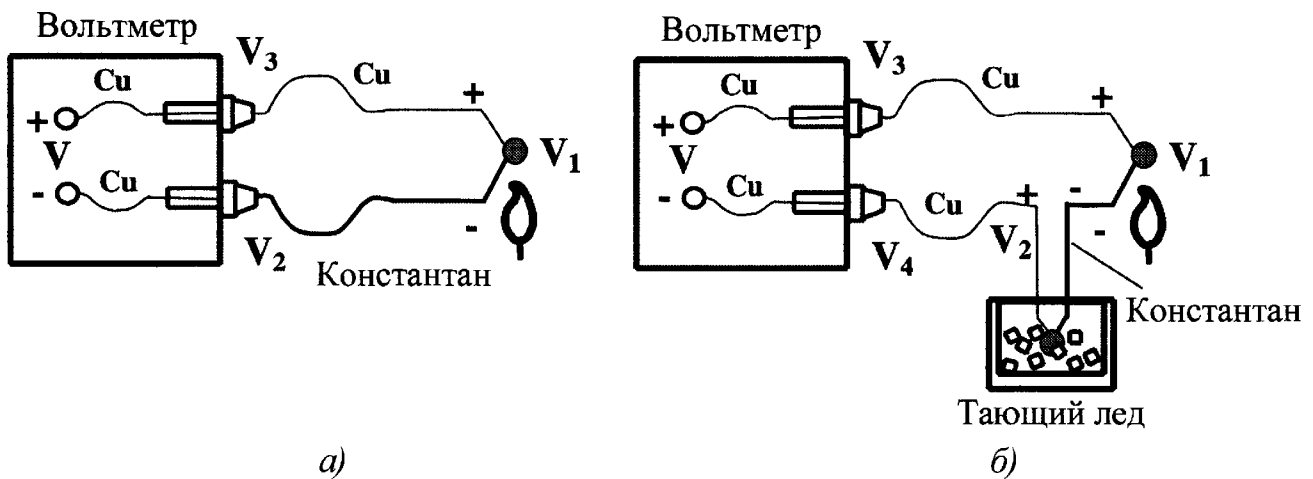 Вольтметр
V₃
Cu
Cu
+
+
V
V₁
-
Cu
-
V₂
Константан
а)
Вольтметр
V₃
Cu
Cu
+
+
V
V₁
-
Cu
Cu
+
-
-
V₄
V₂
Константан
Тающий лед
б)